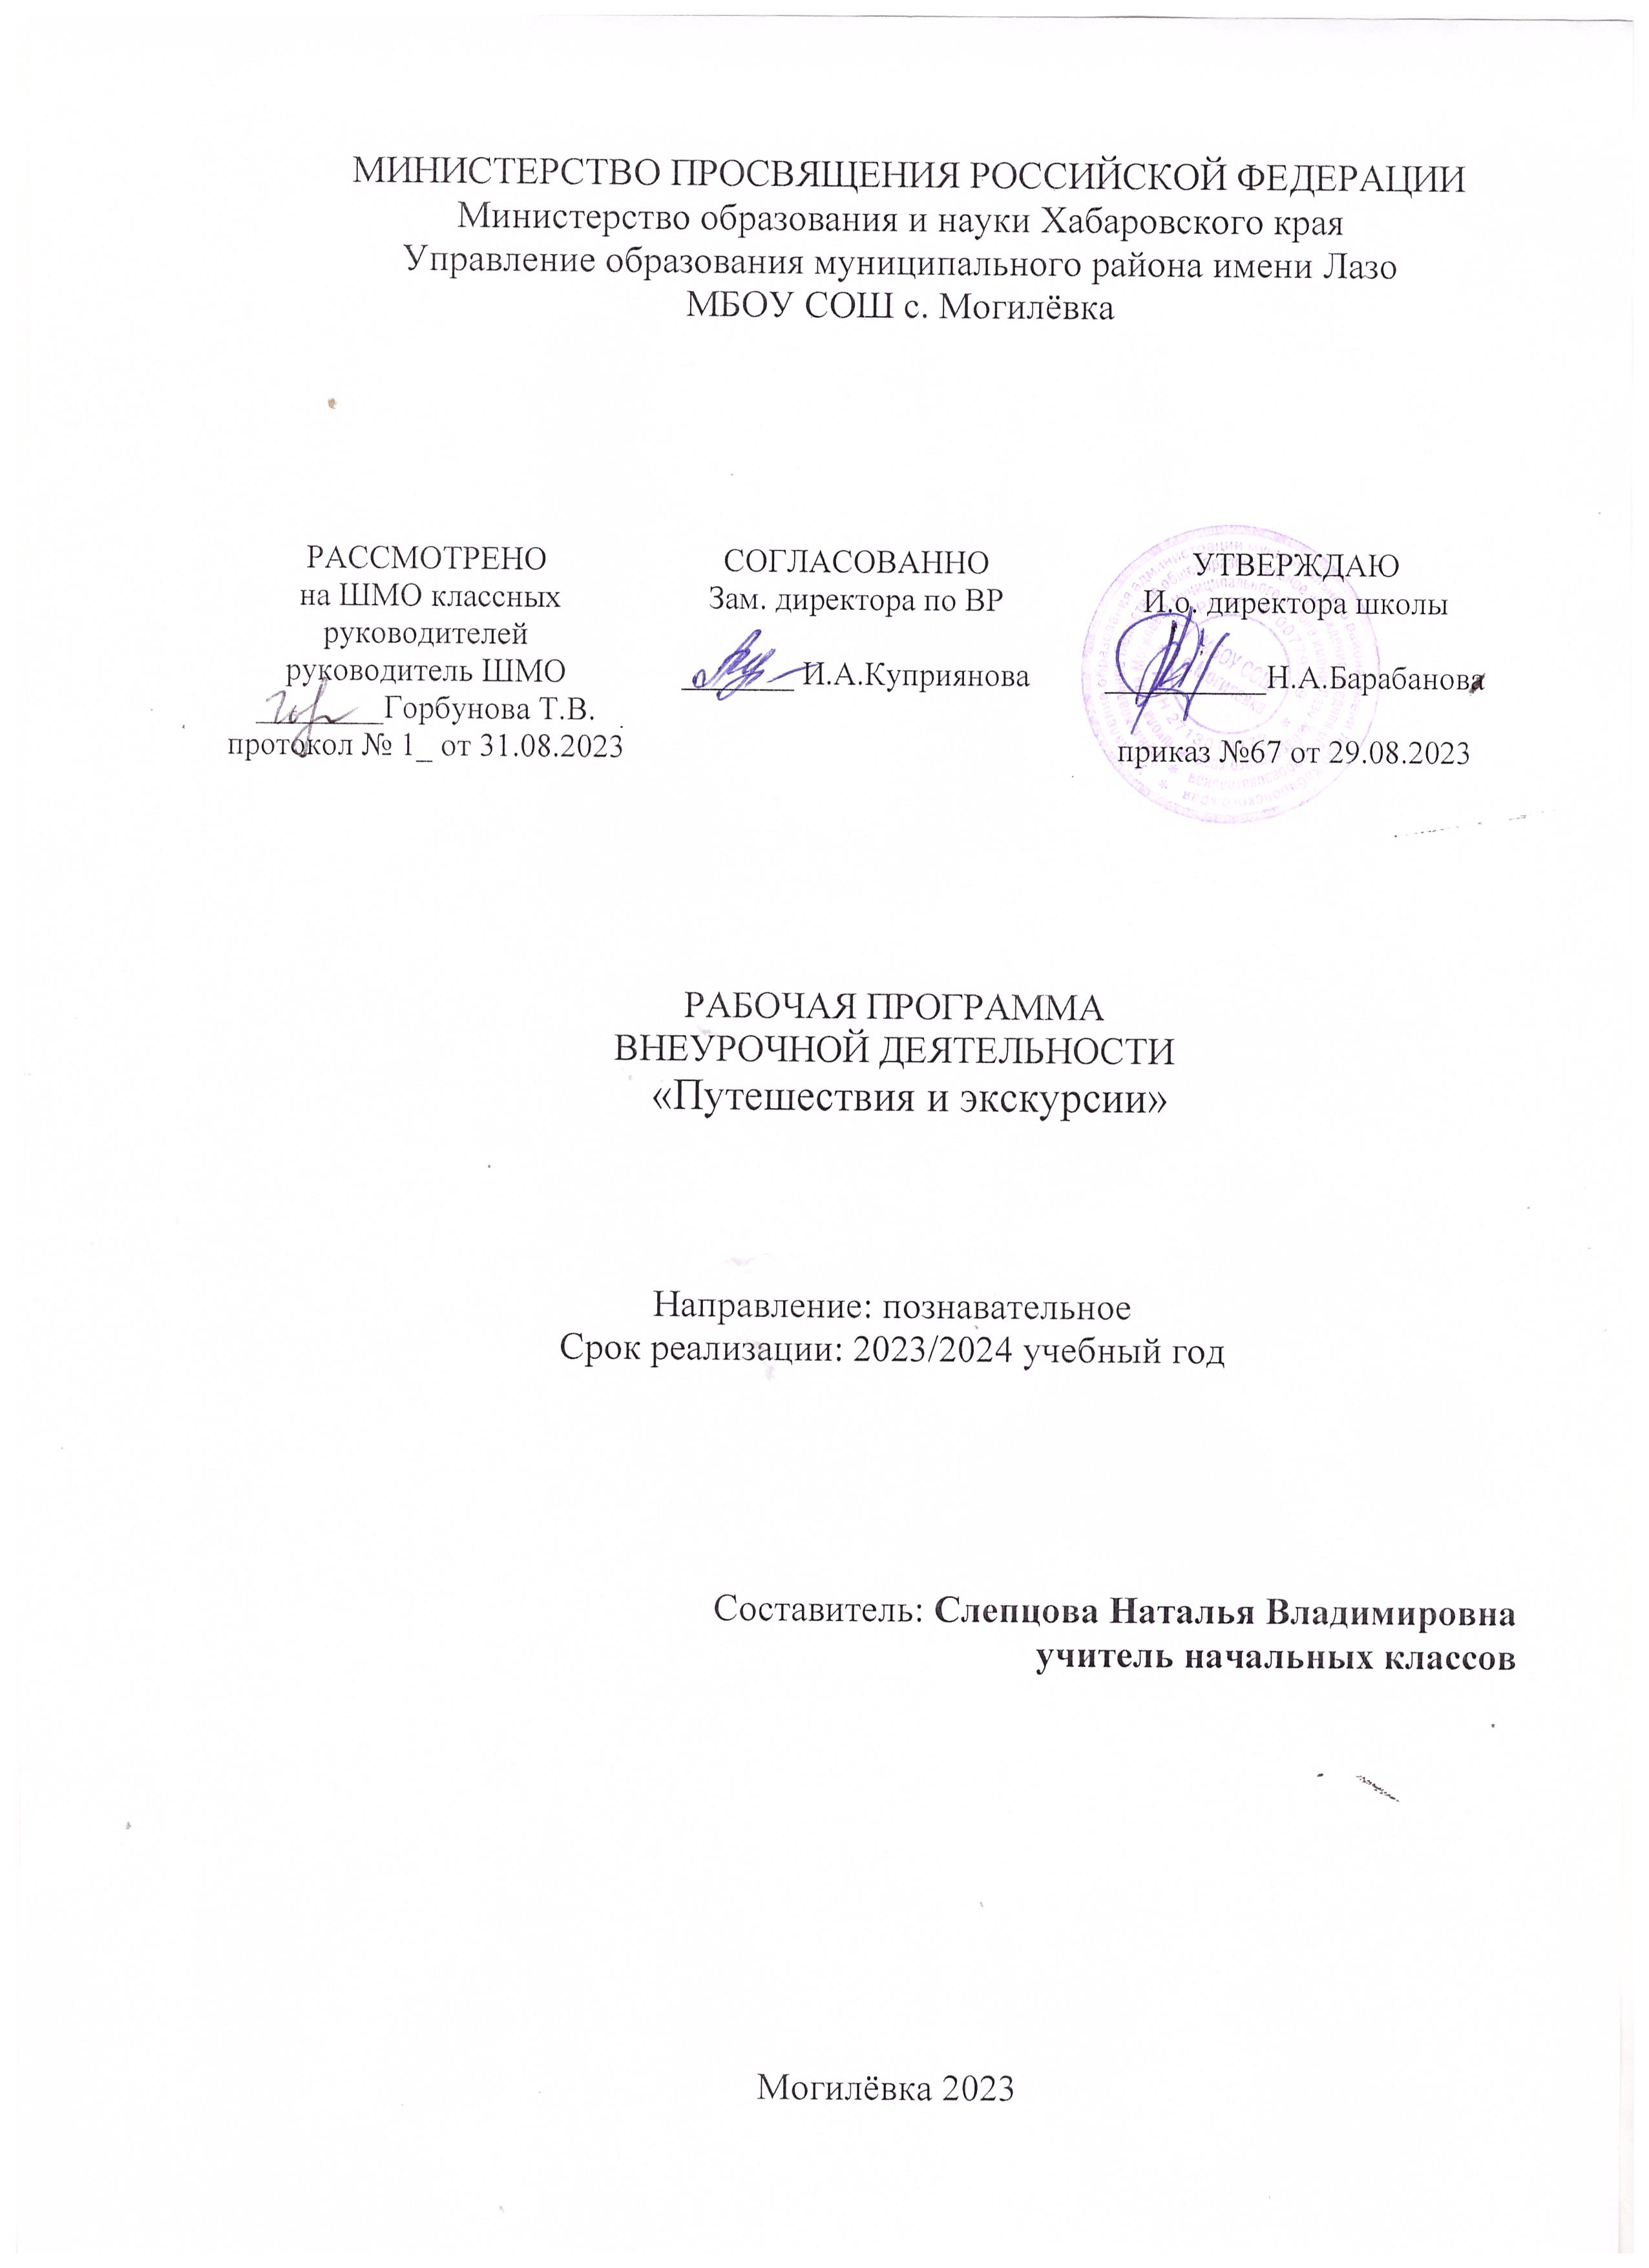 МИНИСТЕРСТВО ПРОСВЯЩЕНИЯ РОССИЙСКОЙ ФЕДЕРАЦИИ
Министерство образования и науки Хабаровского края
Управление образования муниципального района имени Лазо
МБОУ СОШ с. Могилёвка
РАССМОТРЕНО
на ШМО классных
руководителей
руководитель ШМО
________Горбунова Т.В.
протокол № 1_ от 31.08.2023
СОГЛАСОВАННО
Зам. директора по ВР
_______И.А.Куприянова
УТВЕРЖДАЮ
И.о. директора школы
__________Н.А.Барабанова
приказ №67 от 29.08.2023
РАБОЧАЯ ПРОГРАММА
ВНЕУРОЧНОЙ ДЕЯТЕЛЬНОСТИ
«Путешествия и экскурсии»
Направление: познавательное
Срок реализации: 2023/2024 учебный год
Составитель: Слепцова Наталья Владимировна
учитель начальных классов
Могилёвка 2023